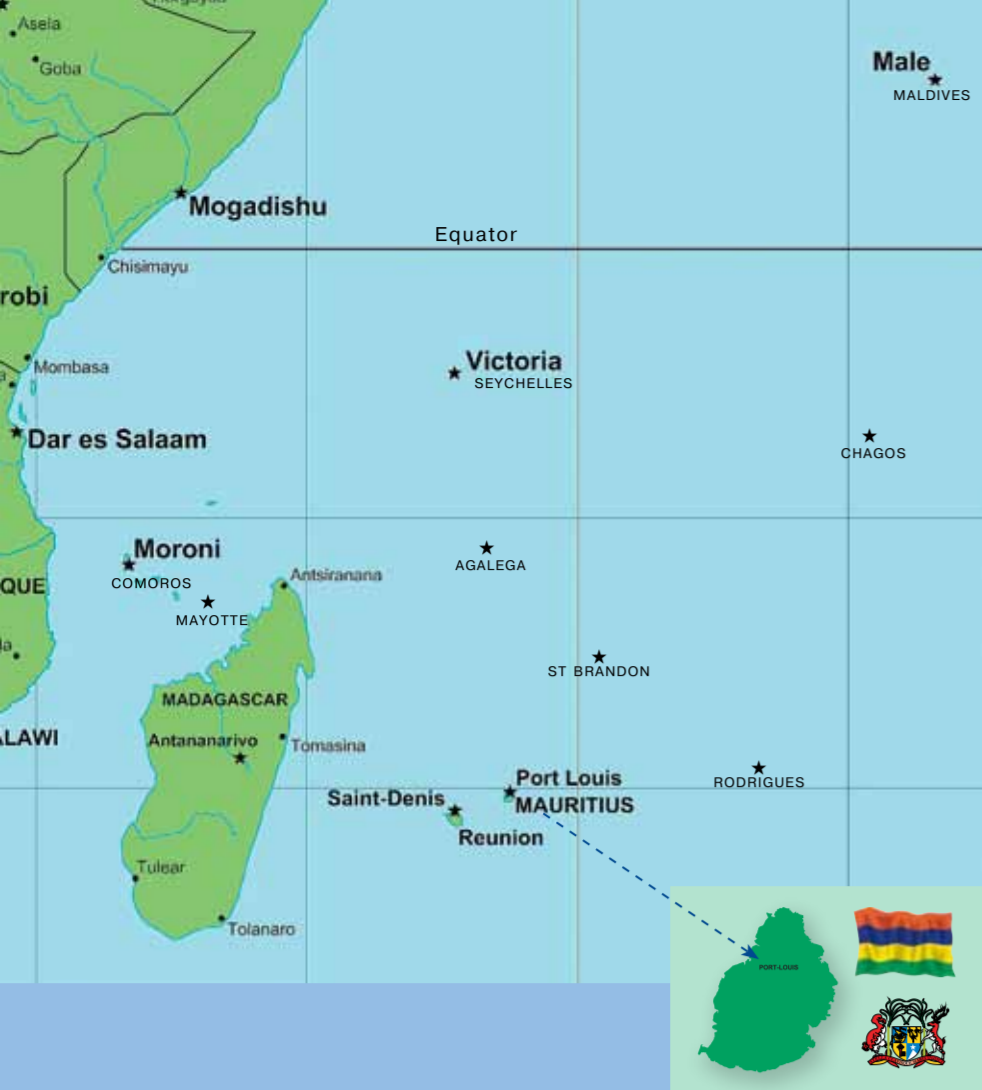 Asela
Goba
Male
MALDIVES
Mogadishu
Equator
Chisimayu
robi
Victoria
SEYCHELLES
Mombasa
a
Dar es Salaam
CHAGOS
Moroni
COMOROS
AGALEGA
Antsiranana
QUE
MAYOTTE
la
ST BRANDON
MADAGASCAR
ALAWI
Antananarivo
Tomasina
RODRIGUES
Port Louis
Saint-Denis
MAURITIUS
Reunion
Tulear
Tolanaro
PORT-LOUIS